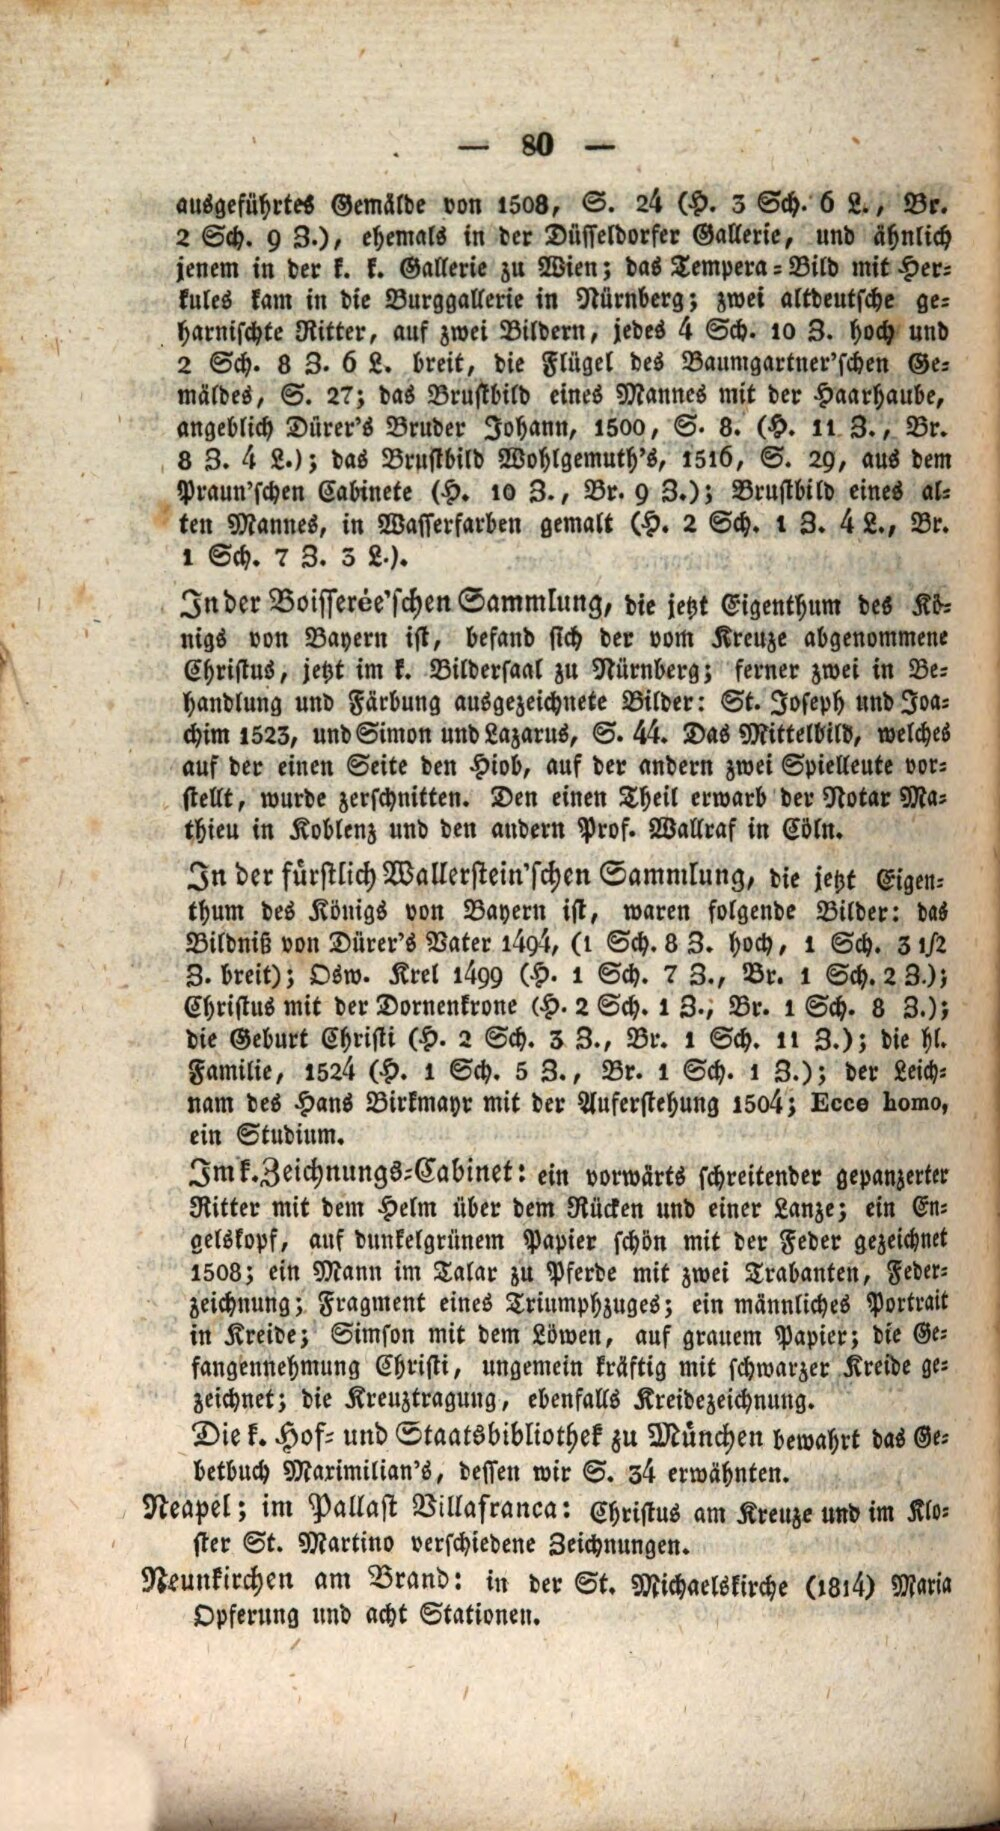 — 80 —
ausgeführtes Gemälde von 1508, S. 24 (H. 3 Sch. 6 L., Br.
2 Sch. 9 Z.), ehemals in der Düsseldorfer Gallerie, und ähnlich
jenem in der k. k. Gallerie zu Wien; das Tempera=Bild mit Her=
kules kam in die Burggallerie in Nürnberg; zwei altdeutsche ge=
harnischte Ritter, auf zwei Bildern, jedes 4 Sch. 10 Z. hoch und
2 Sch. 8 Z. 6 L. breit, die Flügel des Baumgartner'schen Ge=
mäldes, S. 27; das Brustbild eines Mannes mit der Haarhaube,
angeblich Dürer's Bruder Johann, 1500, S. 8. (H. 11 Z., Br.
8 Z. 4 L.); das Brustbild Wohlgemuth's, 1516, S. 29, aus dem
Praun'schen Cabinete (H. 10 Z., Br. 9 Z.); Brustbild eines al=
ten Mannes, in Wasserfarben gemalt (H. 2 Sch. 1 Z. 4 L., Br.
1 Sch. 7 Z. 3 L.).
In der Boisserée'schen Sammlung, die jetzt Eigenthum des Kö=
nigs von Bayern ist, befand sich der vom Kreuze abgenommene
Christus, jetzt im k. Bildersaal zu Nürnberg; ferner zwei in Be=
handlung und Färbung ausgezeichnete Bilder: St. Joseph und Joa=
chim 1523, und Simon und Lazarus, S. 44. Das Mittelbild, welches
auf der einen Seite den Hiob, auf der andern zwei Spielleute vor=
stellt, wurde zerschnitten. Den einen Theil erwarb der Notar Ma=
thieu in Koblenz und den andern Prof. Wallraf in Cöln.
In der fürstlich Wallerstein'schen Sammlung, die jetzt Eigen=
thum des Königs von Bayern ist, waren folgende Bilder: das
Bildniß von Dürer's Vater 1494, (1 Sch. 8 Z. hoch, 1 Sch. 3 1/2
Z. breit); Osw. Krel 1499 (H. 1 Sch. 7 Z., Br. 1 Sch. 2 Z.);
Christus mit der Dornenkrone (H. 2 Sch. 1 Z., Br. 1 Sch. 8 Z.);
die Geburt Christi (H. 2 Sch. 3 Z., Br. 1 Sch. 11 Z.); die hl.
Familie, 1524 (H. 1 Sch. 5 Z., Br. 1 Sch. 1 Z.); der Leich=
nam des Hans Birkmayr mit der Auferstehung 1504; Ecce homo,
ein Studium.
Im k. Zeichnungs=Cabinet: ein vorwärts schreitender gepanzerter
Ritter mit dem Helm über dem Rücken und einer Lanze; ein En=
gelskopf, auf dunkelgrünem Papier schön mit der Feder gezeichnet
1508; ein Mann im Talar zu Pferde mit zwei Trabanten, Feder=
zeichnung; Fragment eines Triumphzuges; ein männliches Portrait
in Kreide; Simson mit dem Löwen, auf grauem Papier; die Ge=
fangennehmung Christi, ungemein kräftig mit schwarzer Kreide ge=
zeichnet; die Kreuztragung, ebenfalls Kreidezeichnung.
Die k. Hof= und Staatsbibliothek zu München bewahrt das Ge=
betbuch Maximilian's, dessen wir S. 34 erwähnten.
Neapel; im Pallast Villafranca: Christus am Kreuze und im Klo=
ster St. Martino verschiedene Zeichnungen.
Neunkirchen am Brand: in der St. Michaelskirche (1814) Maria
Opferung und acht Stationen.